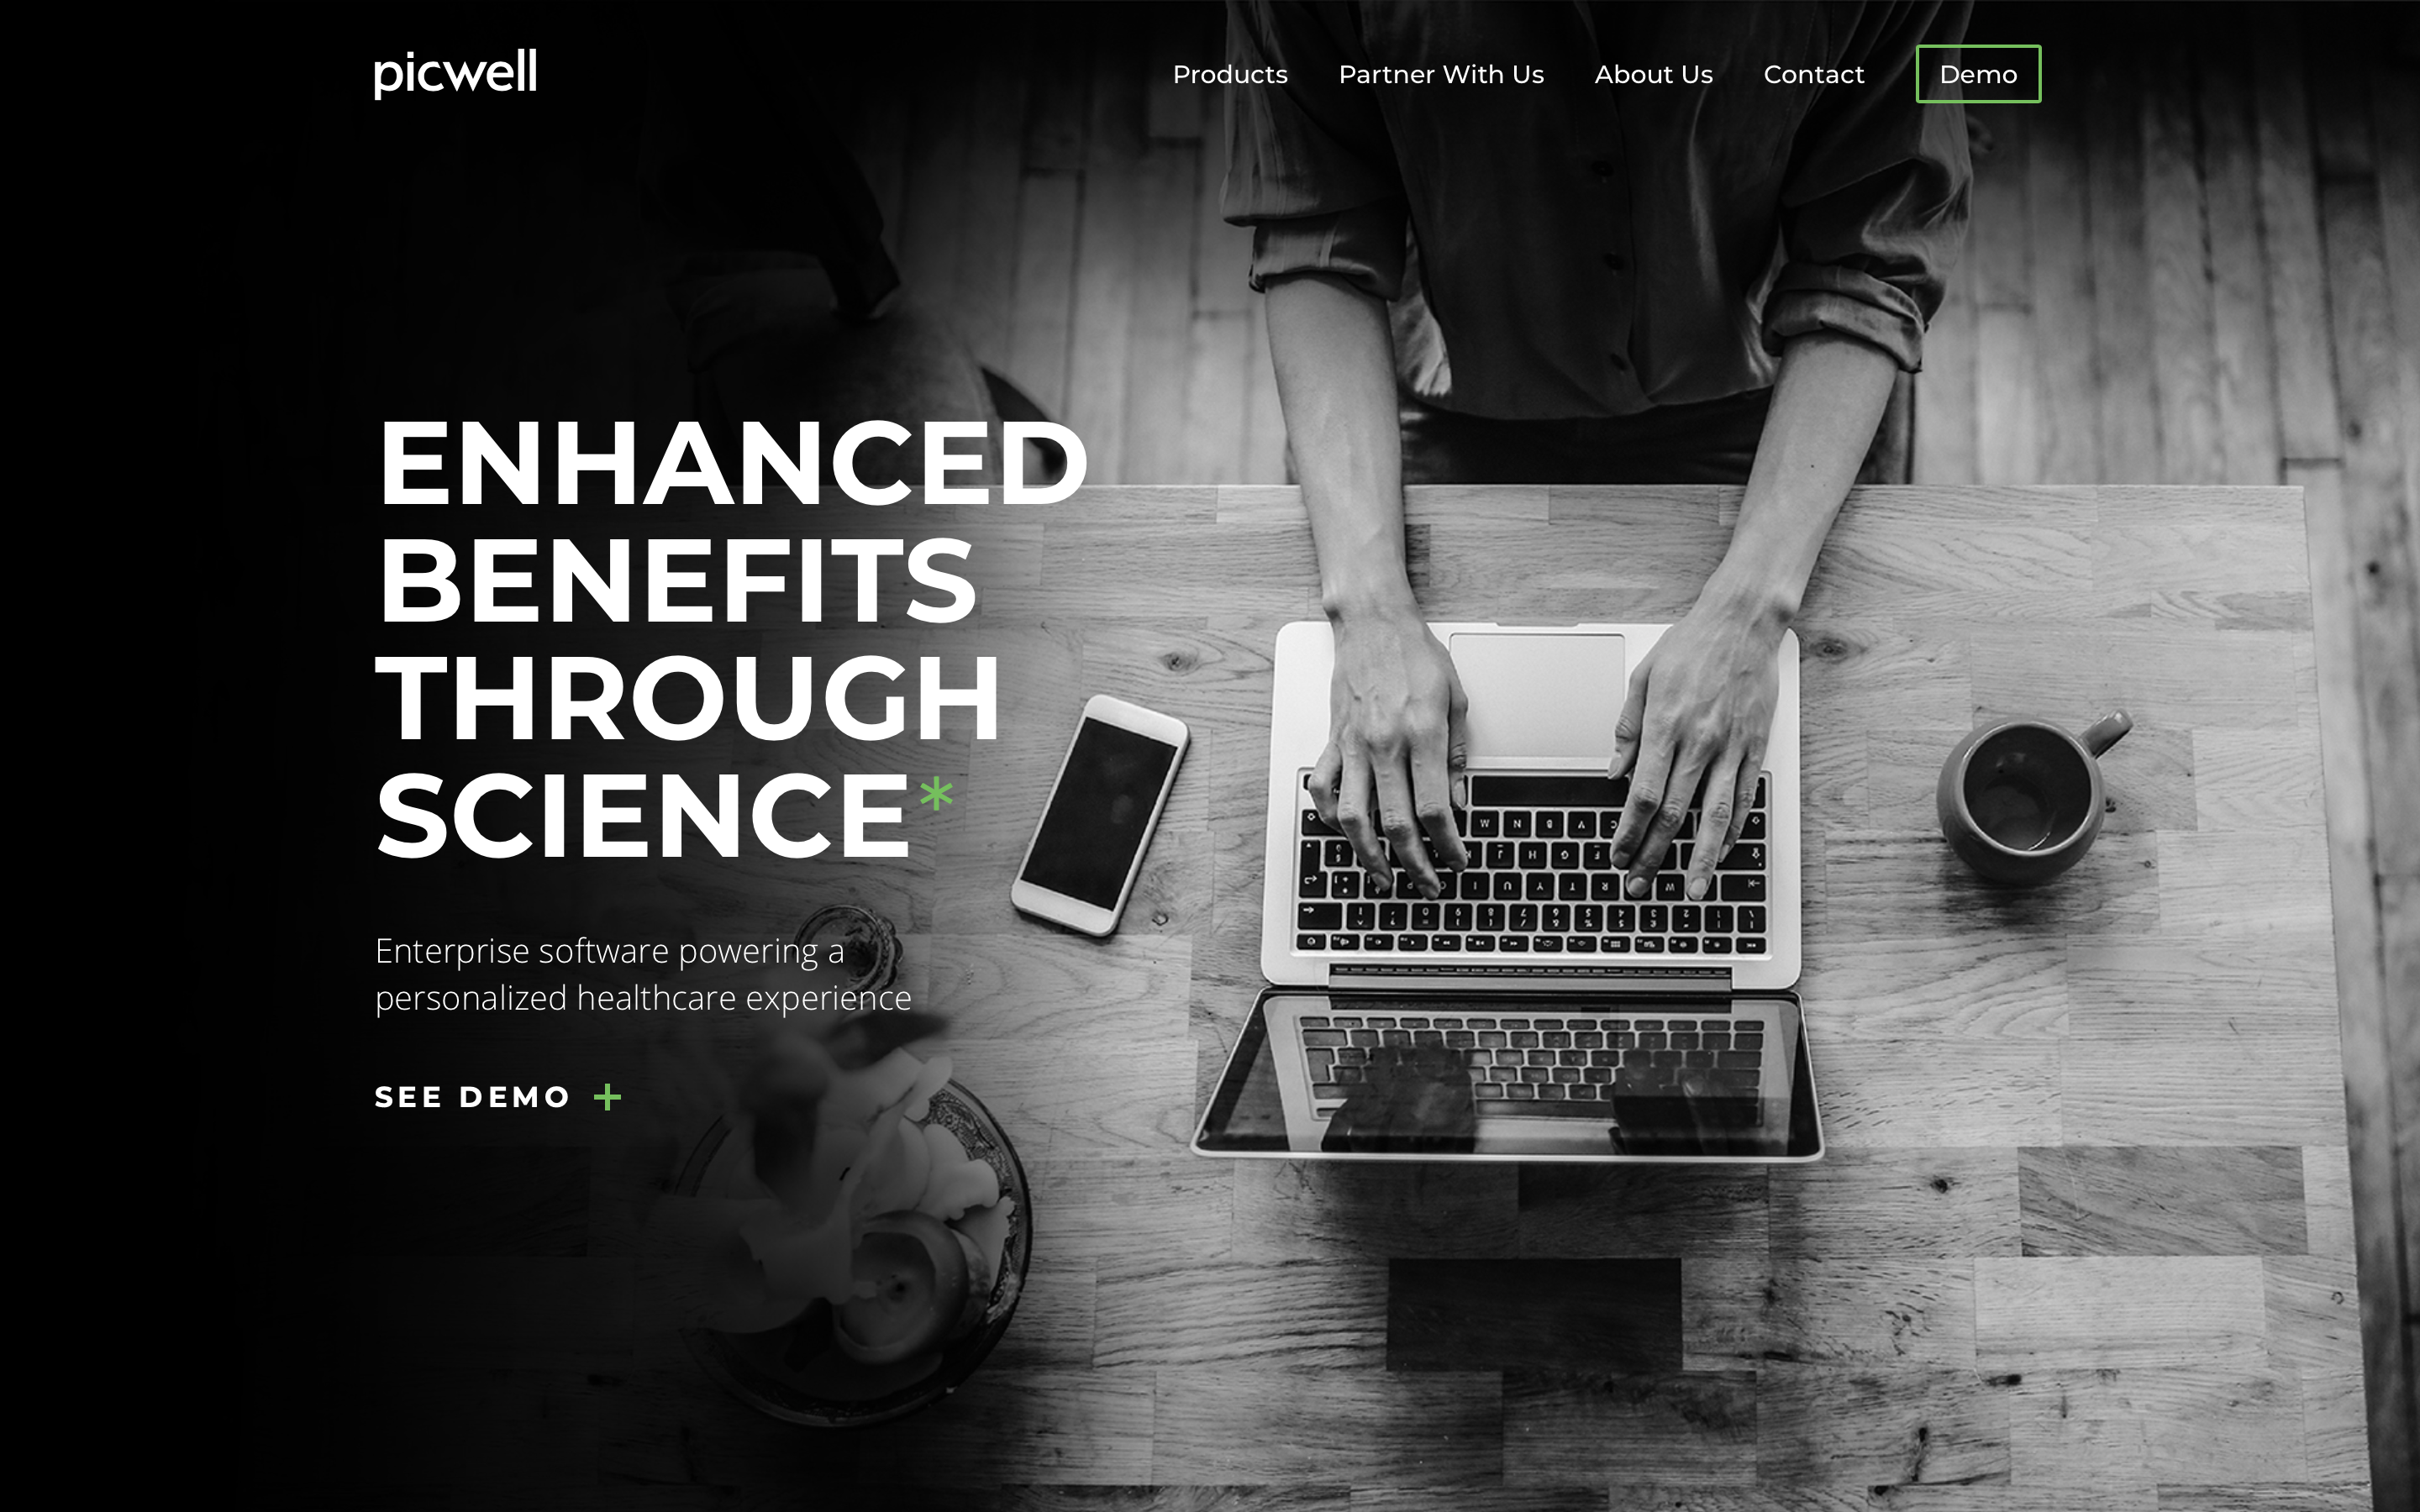 picwell
Products
Partner With Us
About Us
Contact
Demo
ENHANCED
BENEFITS
THROUGH
SCIENCE*
Enterprise software powering a
personalized healthcare experience
SEE DEMO +